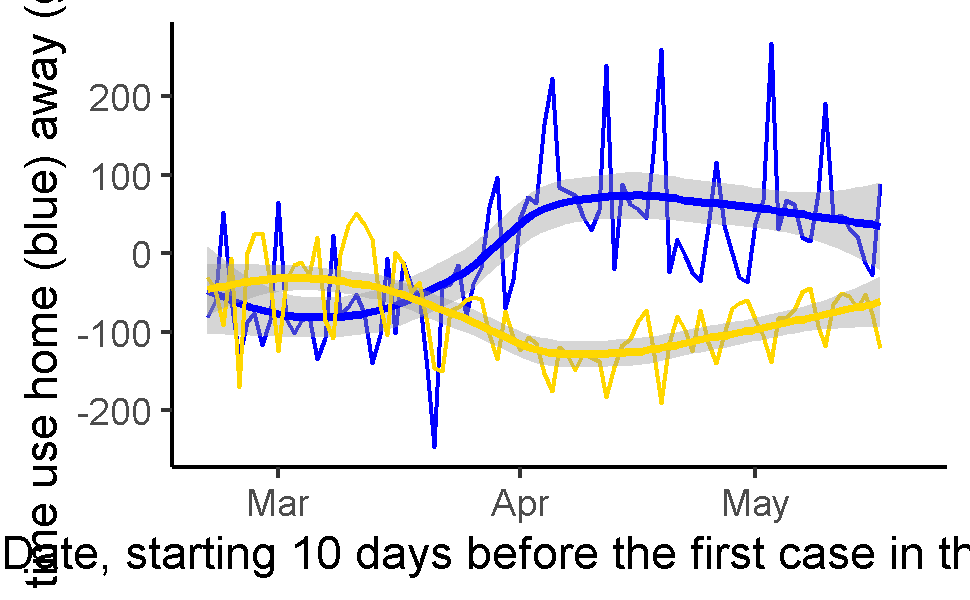 time use home (blue) away (
200
100
0
-100
-200
Mar Apr May
Date, starting 10 days before the first case in th